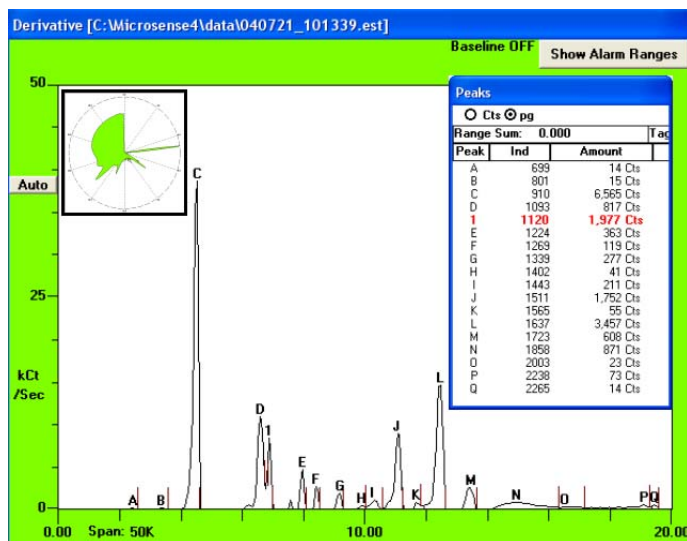 Derivative [C:\Microsense4\data\040721_101339.est]
Baseline OFF
Show Alarm Ranges
50
Auto
25
kCt
/Sec
0
A
B
C
D
1
E
F
G
H
I
J
K
L
M
N
O
P
Q
0.00
Span: 50K
10.00
20.00
Peaks
Cts pg
Range Sum: 0.000 Tag
Peak Ind Amount
A 699 14 Cts
B 801 15 Cts
C 910 6,565 Cts
D 1093 817 Cts
1 1120 1,977 Cts
E 1224 363 Cts
F 1269 119 Cts
G 1339 277 Cts
H 1402 41 Cts
I 1443 211 Cts
J 1511 1,752 Cts
K 1565 55 Cts
L 1637 3,457 Cts
M 1723 608 Cts
N 1858 871 Cts
O 2003 23 Cts
P 2238 73 Cts
Q 2265 14 Cts